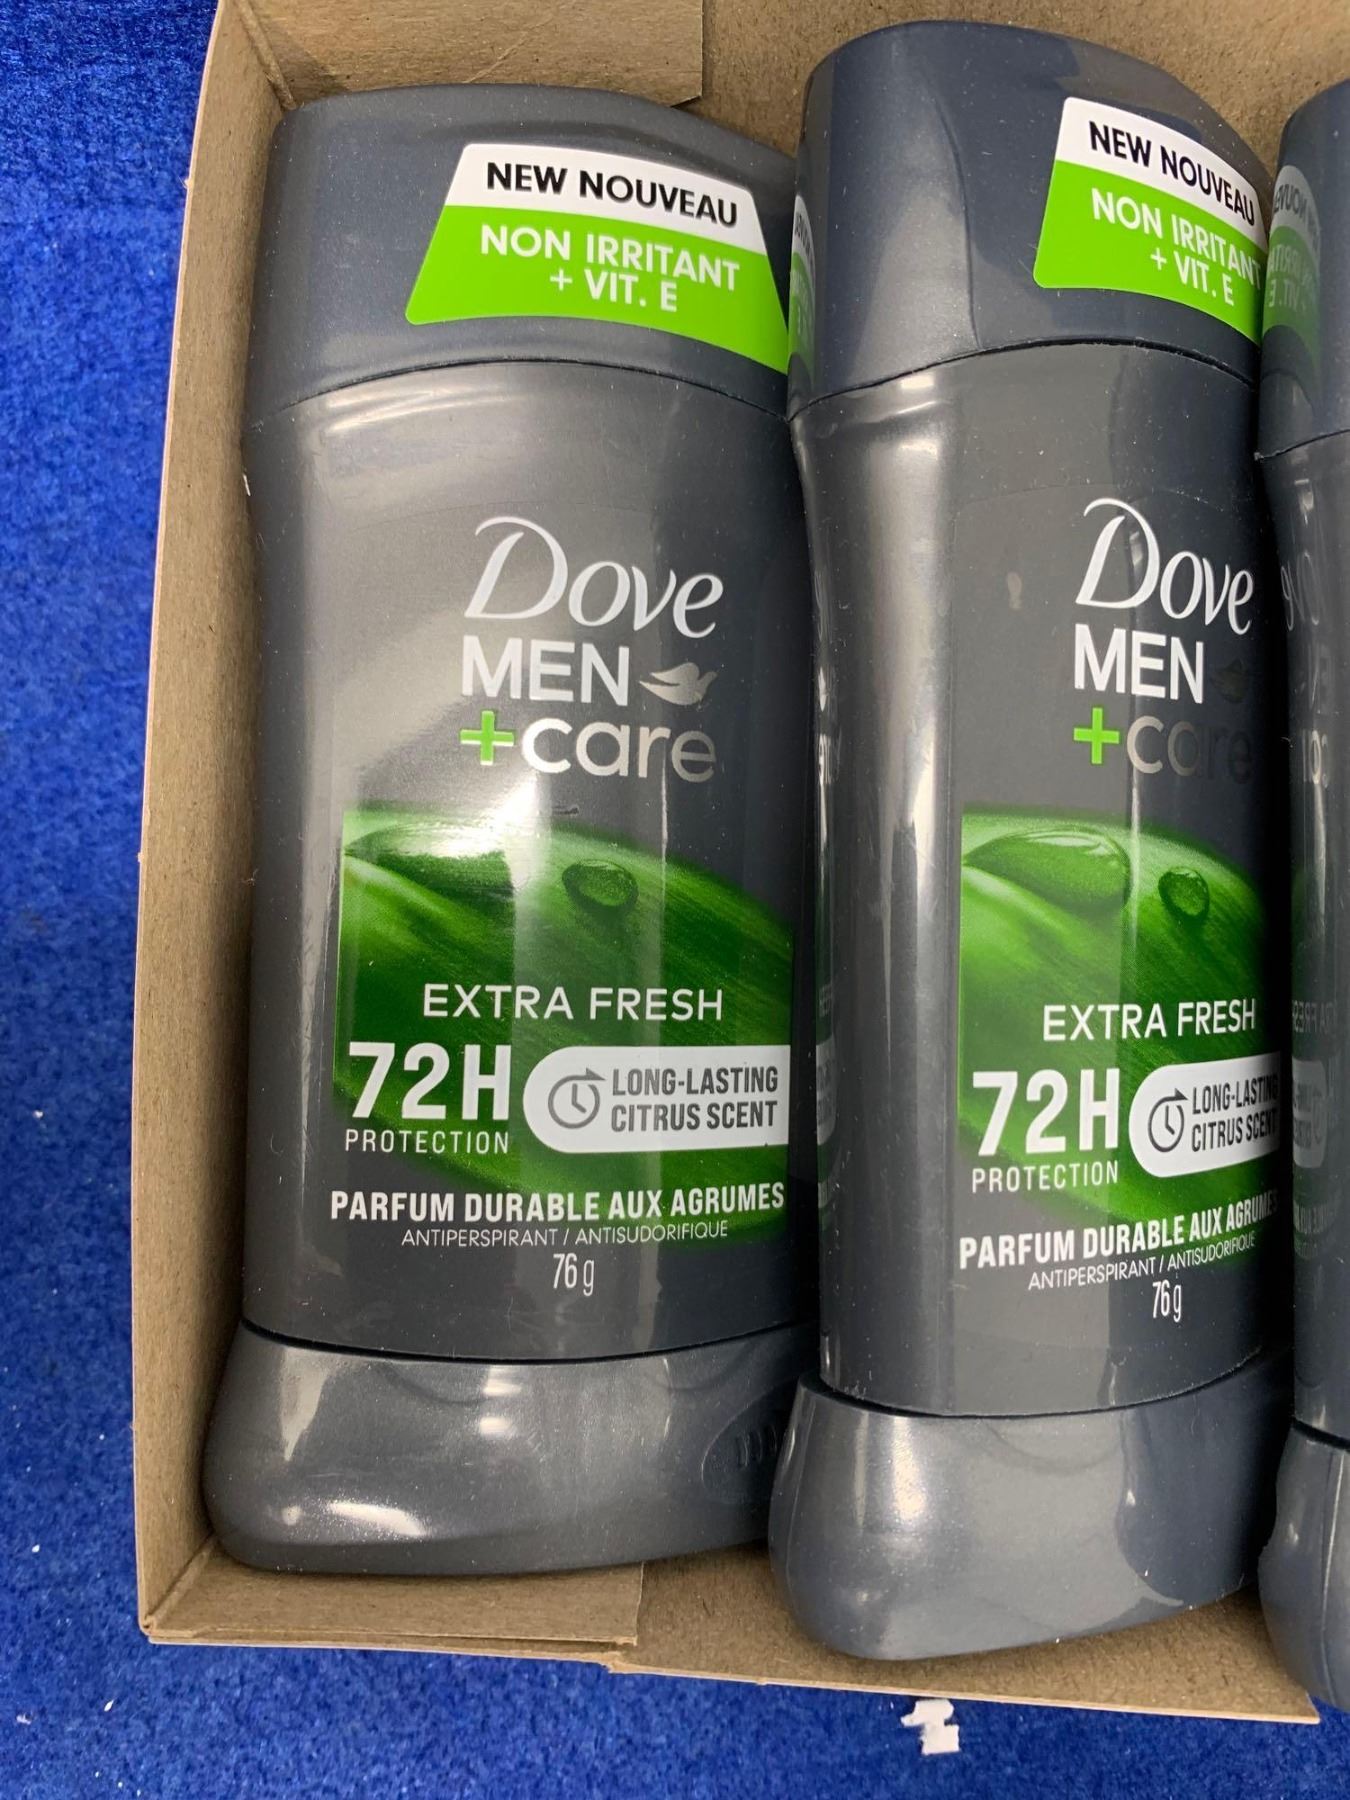 NEW NOUVEAU
NON IRRITANT
+ VIT. E
Dove
MEN
+care
EXTRA FRESH
72H
PROTECTION
LONG-LASTING
CITRUS SCENT
PARFUM DURABLE AUX AGRUMES
ANTIPERSPIRANT / ANTISUDORIFIQUE
76g
NEW NOUVEAU
NON IRRITANT
+ VIT. E
Dove
MEN
+care
EXTRA FRESH
72H
PROTECTION
LONG-LASTING
CITRUS SCENT
PARFUM DURABLE AUX AGRUMES
ANTIPERSPIRANT / ANTISUDORIFIQUE
76g